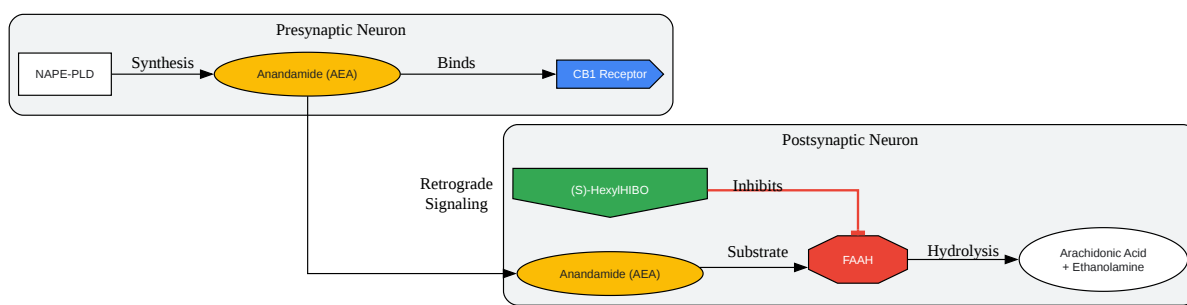 Presynaptic Neuron
NAPE-PLD
Synthesis
Anandamide (AEA)
Binds
CB1 Receptor
Postsynaptic Neuron
Retrograde
Signaling
(S)-HexylHIBO
Inhibits
Anandamide (AEA)
Substrate
FAAH
Hydrolysis
Arachidonic Acid
+ Ethanolamine